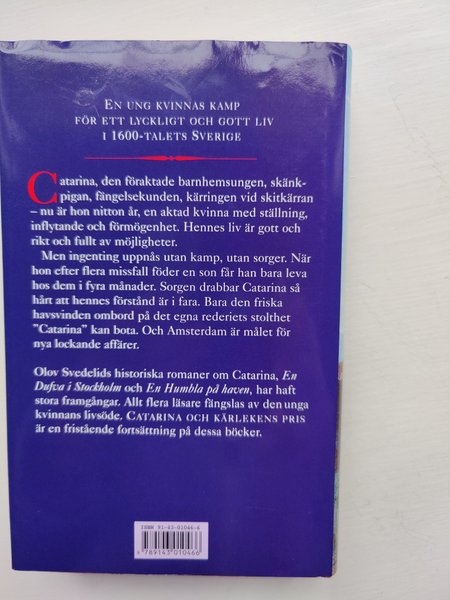 EN UNG KVINNAS KAMP
FÖR ETT LYCKLIGT OCH GOTT LIV
I 1600-TALETS SVERIGE
Catarina, den föraktade barnhemsungen, skänk-
pigan, fängelsekunden, kärringen vid skitkärran
– nu är hon nitton år, en aktad kvinna med ställning,
inflytande och förmögenhet. Hennes liv är gott och
rikt och fullt av möjligheter.
Men ingenting uppnås utan kamp, utan sorger. När
hon efter flera missfall föder en son får han bara leva
hos dem i fyra månader. Sorgen drabbar Catarina så
hårt att hennes förstånd är i fara. Bara den friska
havsvinden ombord på det egna rederiets stolthet
"Catarina" kan bota. Och Amsterdam är målet för
nya lockande affärer.
Olov Svedelids historiska romaner om Catarina, En
Dufva i Stockholm och En Humbla på hafven, har haft
stora framgångar. Allt flera läsare fängslas av den unga
kvinnans livsöde. CATARINA OCH KÄRLEKENS PRIS
är en fristående fortsättning på dessa böcker.
ISBN 91-43-01046-6
9 789143 010466